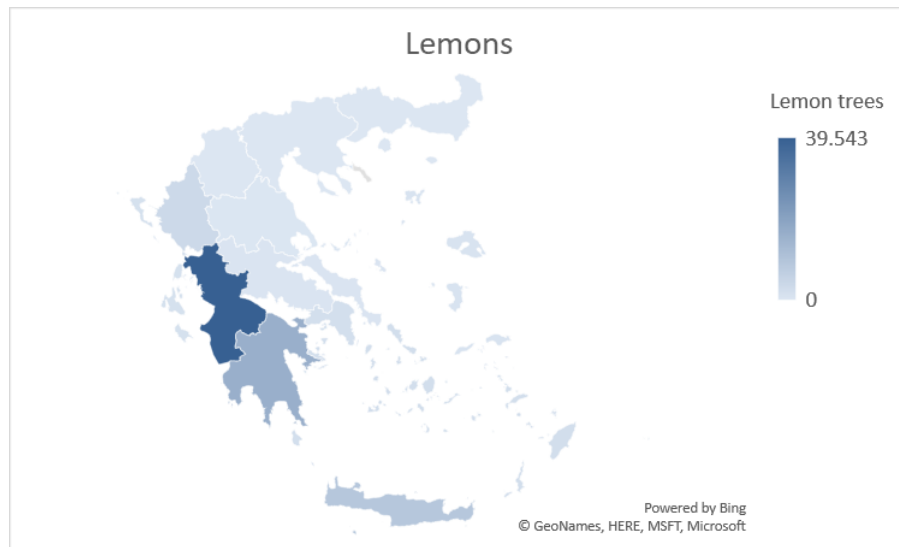 Lemons
Lemon trees
39.543
0
Powered by Bing
© GeoNames, HERE, MSFT, Microsoft